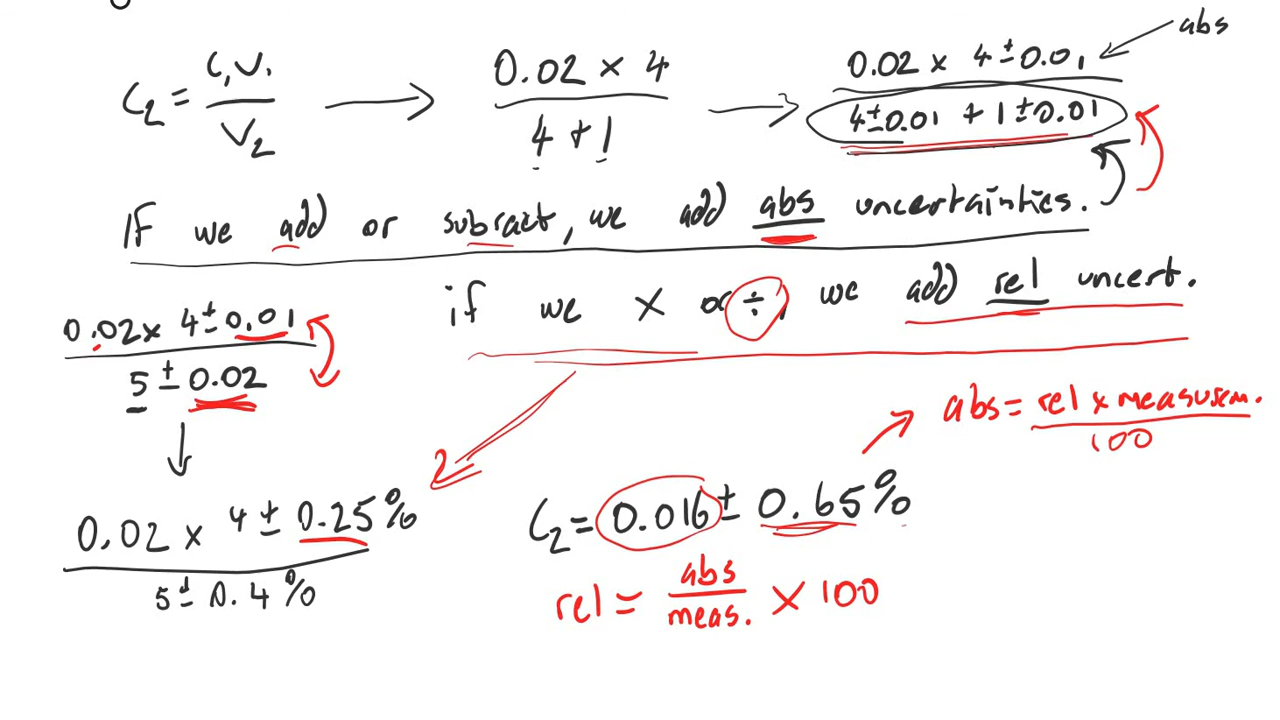 abs
C₂ = C₁V₁ / V₂ → 0.02 × 4 / 4 + 1 → 0.02 × 4 ± 0.01 / 4 ± 0.01 + 1 ± 0.01
If we add or subract, we add abs uncertainties.
if we × or ÷, we add rel uncert.
0.02 × 4 ± 0.01 / 5 ± 0.02
abs = rel × measurem. / 100
0.02 × 4 ± 0.25% / 5 ± 0.4%
C₂ = 0.016 ± 0.65%
rel = abs / meas. × 100